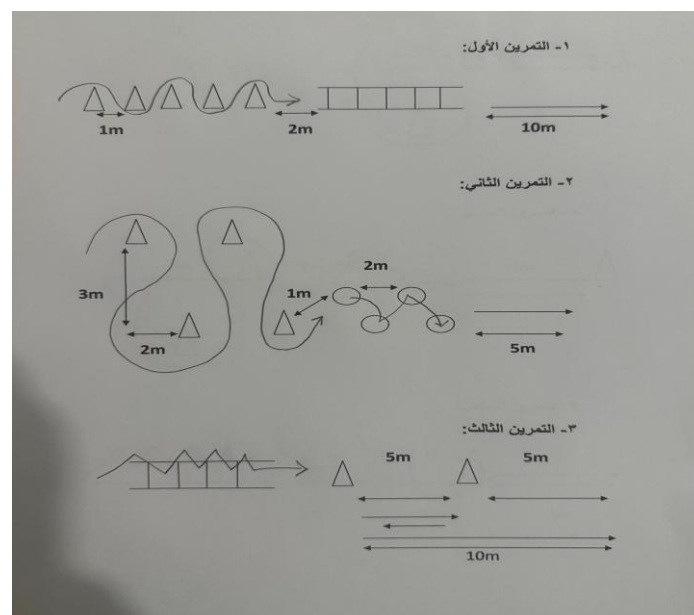 ١- التمرين الأول:
1m
2m
10m
٢- التمرين الثاني:
3m
2m
1m
2m
5m
٣- التمرين الثالث:
5m
5m
10m